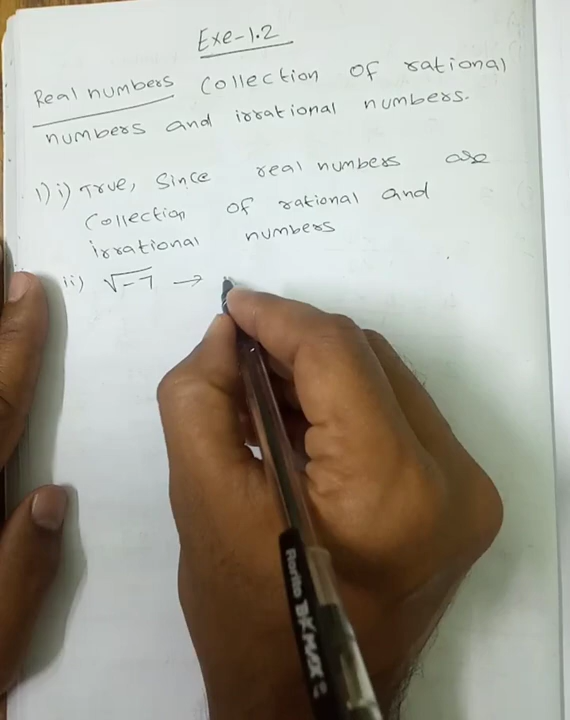 Exe-1.2
Real numbers Collection of rational
numbers and irrational numbers.
1) i) True, Since real numbers are
Collection of rational and
irrational numbers
ii) √-7 →
Rorito